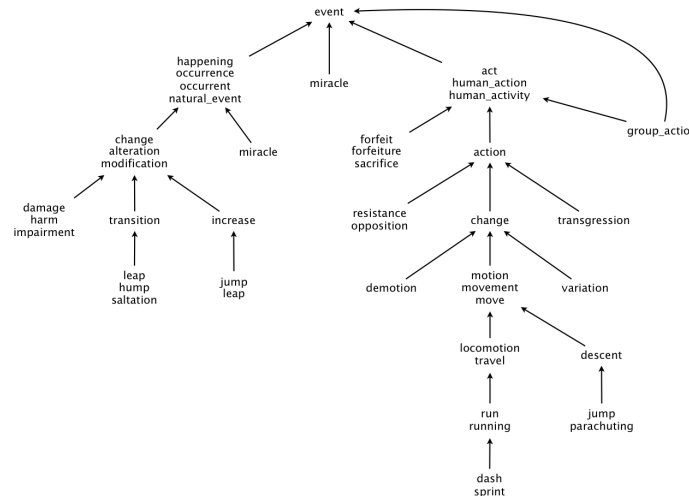 event
happening
occurrence
occurrent
natural_event
miracle
act
human_action
human_activity
group_actio
change
alteration
modification
miracle
forfeit
forfeiture
sacrifice
action
damage
harm
impairment
transition
increase
resistance
opposition
change
transgression
leap
hump
saltation
jump
leap
demotion
motion
movement
move
variation
locomotion
travel
descent
run
running
jump
parachuting
dash
sprint